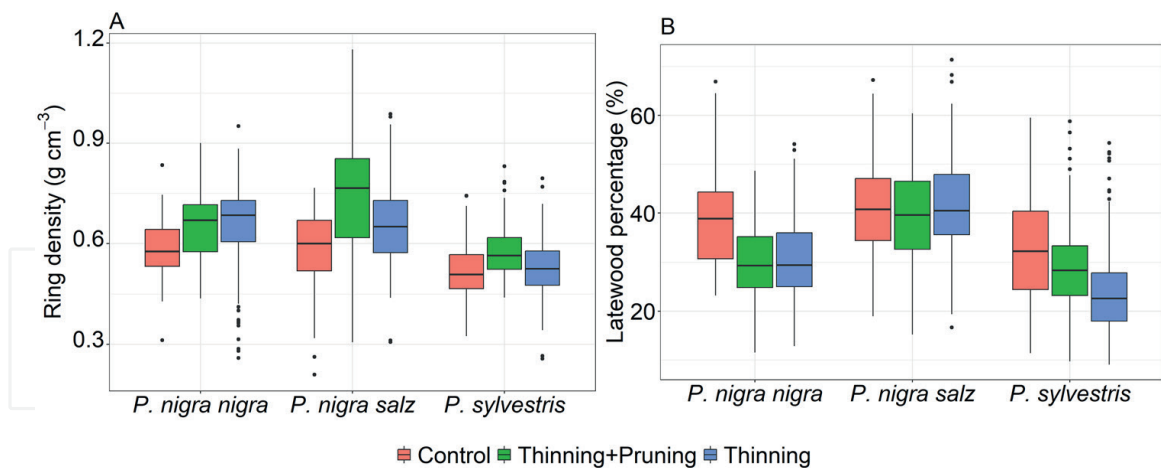 A
Ring density (g cm⁻³)
1.2
0.9
0.6
0.3
P. nigra nigra P. nigra salz P. sylvestris
B
Latewood percentage (%)
60
40
20
P. nigra nigra P. nigra salz P. sylvestris
Control Thinning+Pruning Thinning